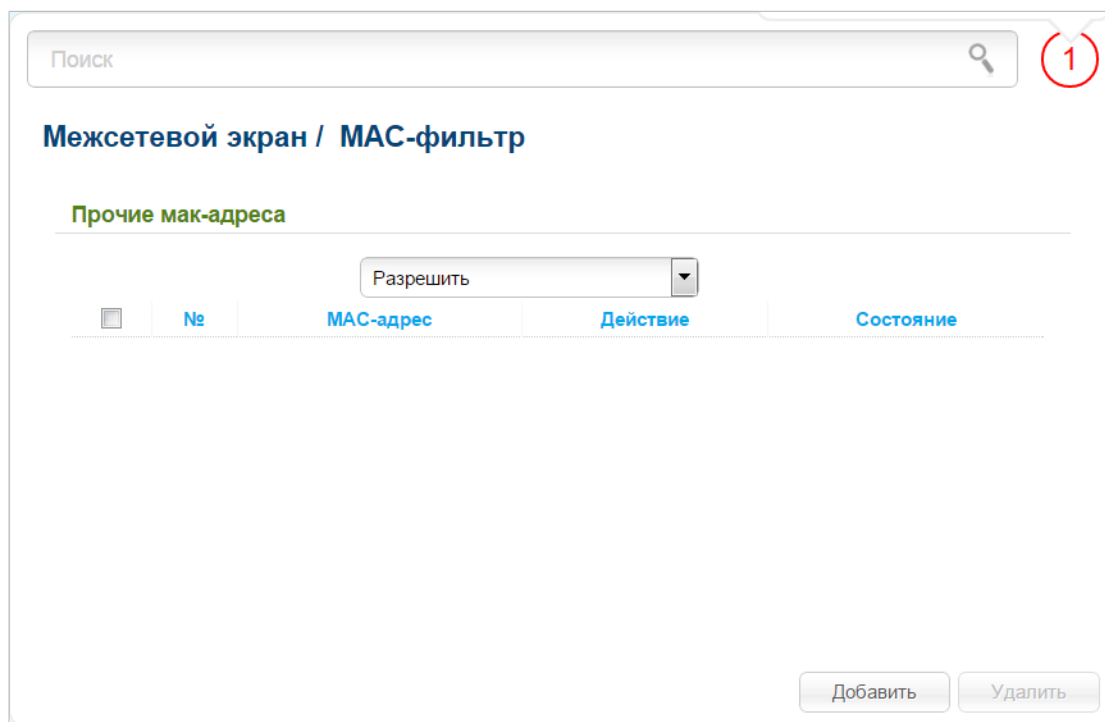 Поиск
1
Межсетевой экран / MAC-фильтр
Прочие мак-адреса
Разрешить
№ MAC-адрес Действие Состояние
Добавить Удалить